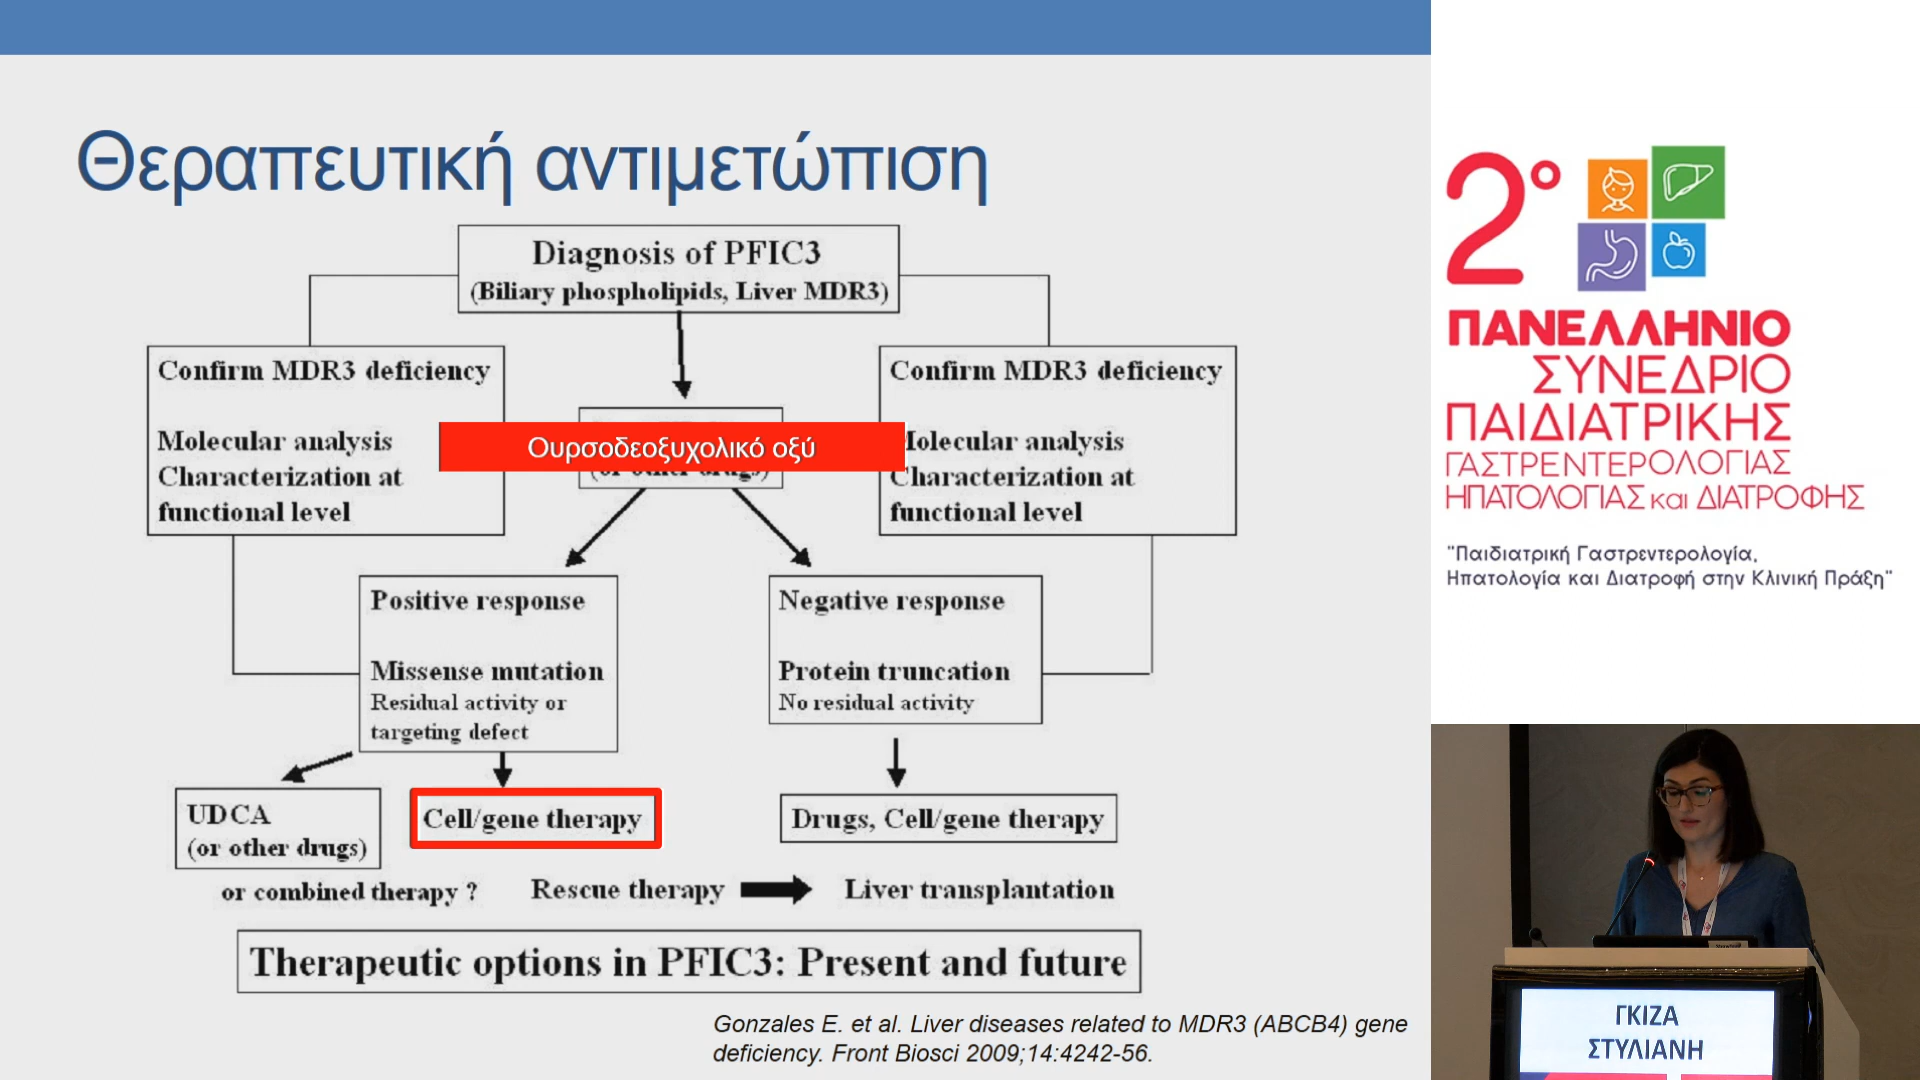 Θεραπευτική αντιμετώπιση
Diagnosis of PFIC3
(Biliary phospholipids, Liver MDR3)
Confirm MDR3 deficiency
Molecular analysis
Characterization at
functional level
Ουρσοδεοξυχολικό οξύ
(or other drugs)
Confirm MDR3 deficiency
Molecular analysis
Characterization at
functional level
Positive response
Missense mutation
Residual activity or
targeting defect
Negative response
Protein truncation
No residual activity
UDCA
(or other drugs)
Cell/gene therapy
Drugs, Cell/gene therapy
or combined therapy ?
Rescue therapy
Liver transplantation
Therapeutic options in PFIC3: Present and future
Gonzales E. et al. Liver diseases related to MDR3 (ABCB4) gene
deficiency. Front Biosci 2009;14:4242-56.
2°
ΠΑΝΕΛΛΗΝΙΟ
ΣΥΝΕΔΡΙΟ
ΠΑΙΔΙΑΤΡΙΚΗΣ
ΓΑΣΤΡΕΝΤΕΡΟΛΟΓΙΑΣ
ΗΠΑΤΟΛΟΓΙΑΣ και ΔΙΑΤΡΟΦΗΣ
"Παιδιατρική Γαστρεντερολογία,
Ηπατολογία και Διατροφή στην Κλινική Πράξη"
ΓΚΙΖΑ
ΣΤΥΛΙΑΝΗ